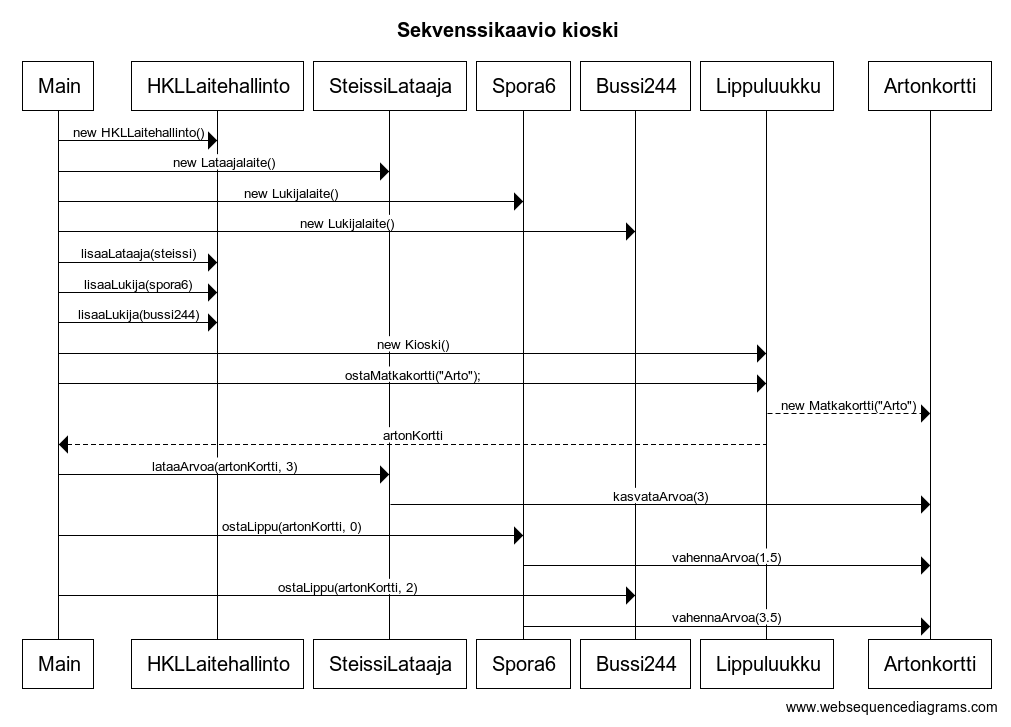 Sekvenssikaavio kioski
Main HKLLaitehallinto SteissiLataaja Spora6 Bussi244 Lippuluukku Artonkortti
new HKLLaitehallinto()
new Lataajalaite()
new Lukijalaite()
new Lukijalaite()
lisaaLataaja(steissi)
lisaaLukija(spora6)
lisaaLukija(bussi244)
new Kioski()
ostaMatkakortti("Arto");
new Matkakortti("Arto")
artonKortti
lataaArvoa(artonKortti, 3)
kasvataArvoa(3)
ostaLippu(artonKortti, 0)
vahennaArvoa(1.5)
ostaLippu(artonKortti, 2)
vahennaArvoa(3.5)
Main HKLLaitehallinto SteissiLataaja Spora6 Bussi244 Lippuluukku Artonkortti
www.websequencediagrams.com